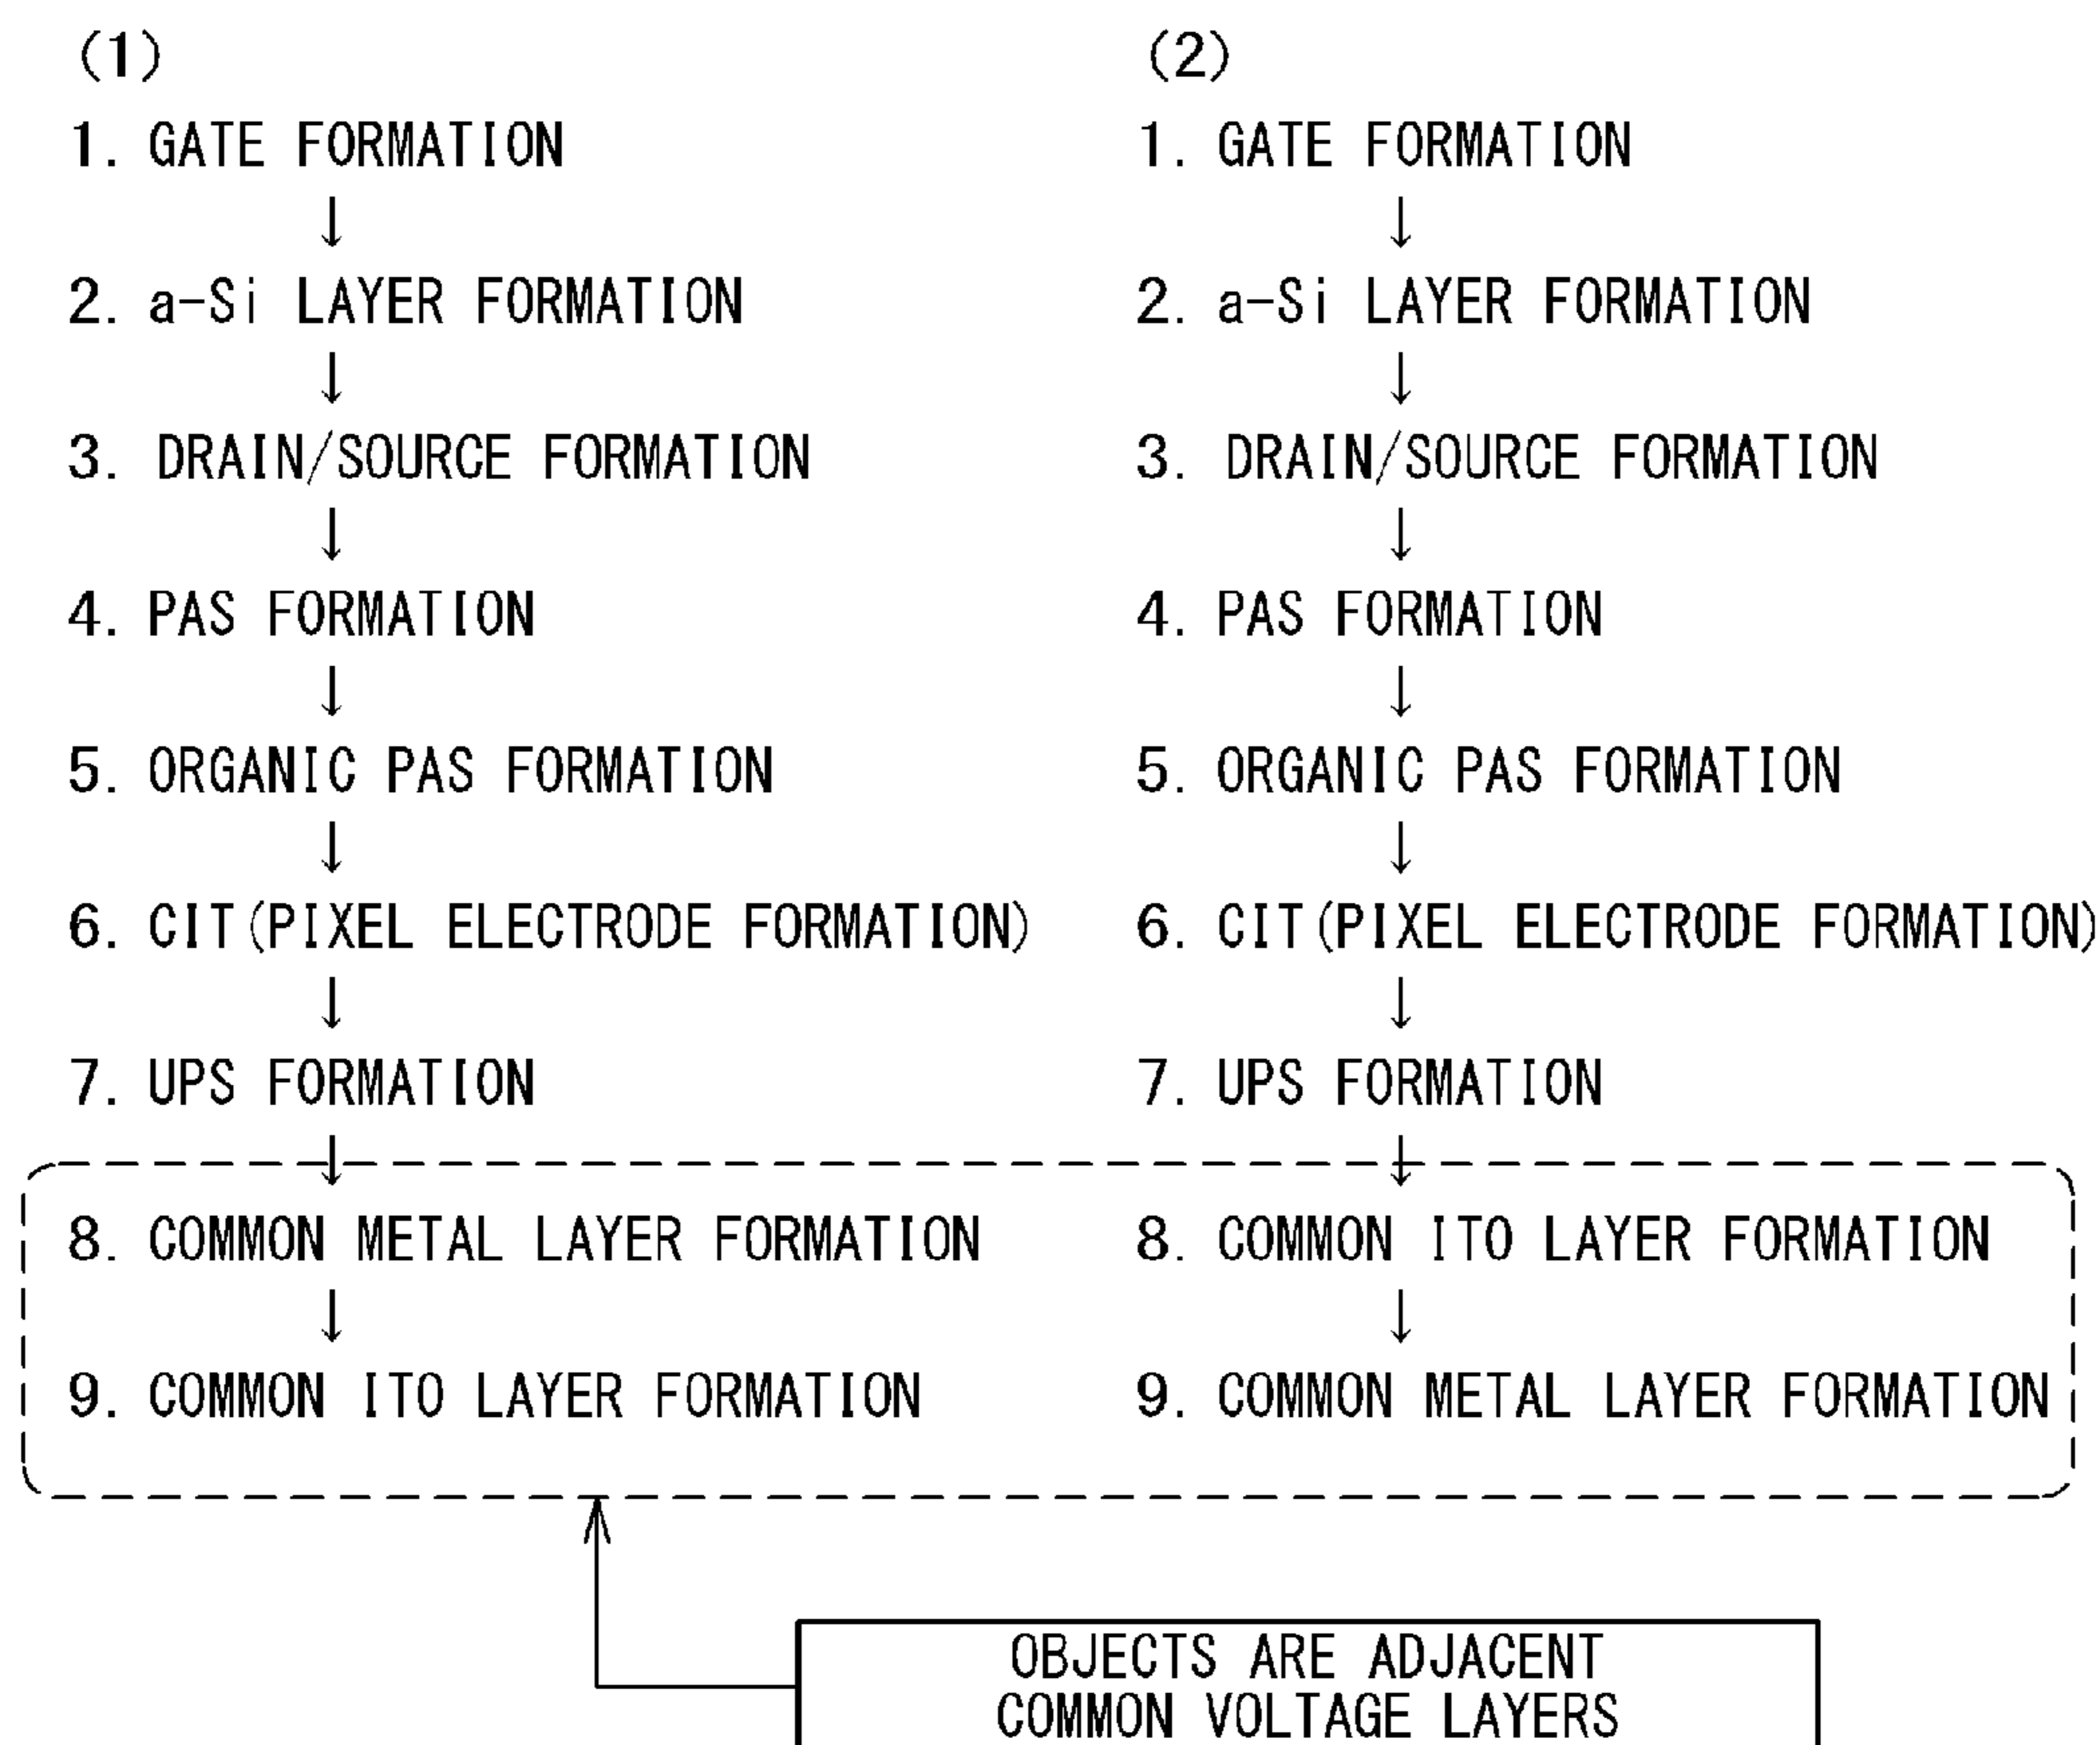 (1)
1. GATE FORMATION
↓
2. a-Si LAYER FORMATION
↓
3. DRAIN/SOURCE FORMATION
↓
4. PAS FORMATION
↓
5. ORGANIC PAS FORMATION
↓
6. CIT(PIXEL ELECTRODE FORMATION)
↓
7. UPS FORMATION
↓
8. COMMON METAL LAYER FORMATION
↓
9. COMMON ITO LAYER FORMATION
(2)
1. GATE FORMATION
↓
2. a-Si LAYER FORMATION
↓
3. DRAIN/SOURCE FORMATION
↓
4. PAS FORMATION
↓
5. ORGANIC PAS FORMATION
↓
6. CIT(PIXEL ELECTRODE FORMATION)
↓
7. UPS FORMATION
↓
8. COMMON ITO LAYER FORMATION
↓
9. COMMON METAL LAYER FORMATION
OBJECTS ARE ADJACENT
COMMON VOLTAGE LAYERS